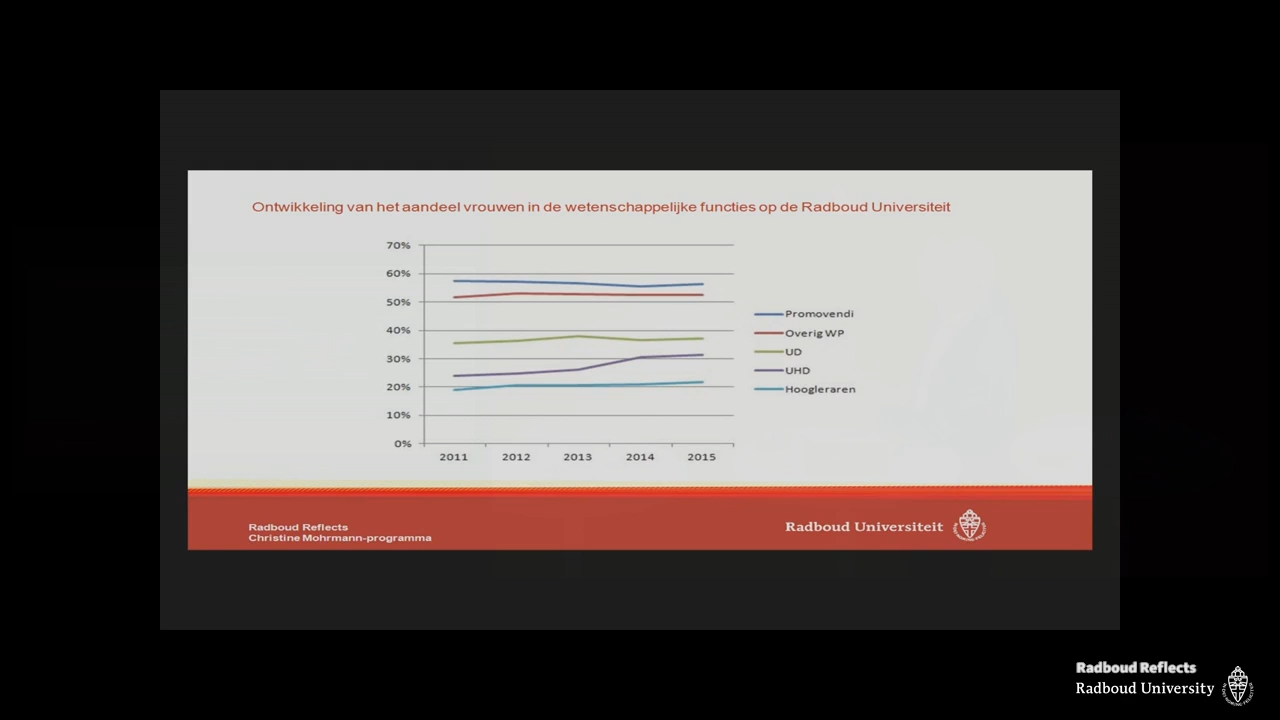 Ontwikkeling van het aandeel vrouwen in de wetenschappelijke functies op de Radboud Universiteit
70%
60%
50%
40%
30%
20%
10%
0%
2011 2012 2013 2014 2015
Promovendi
Overig WP
UD
UHD
Hoogleraren
Radboud Reflects
Christine Mohrmann-programma
Radboud Universiteit
Radboud Reflects
Radboud University